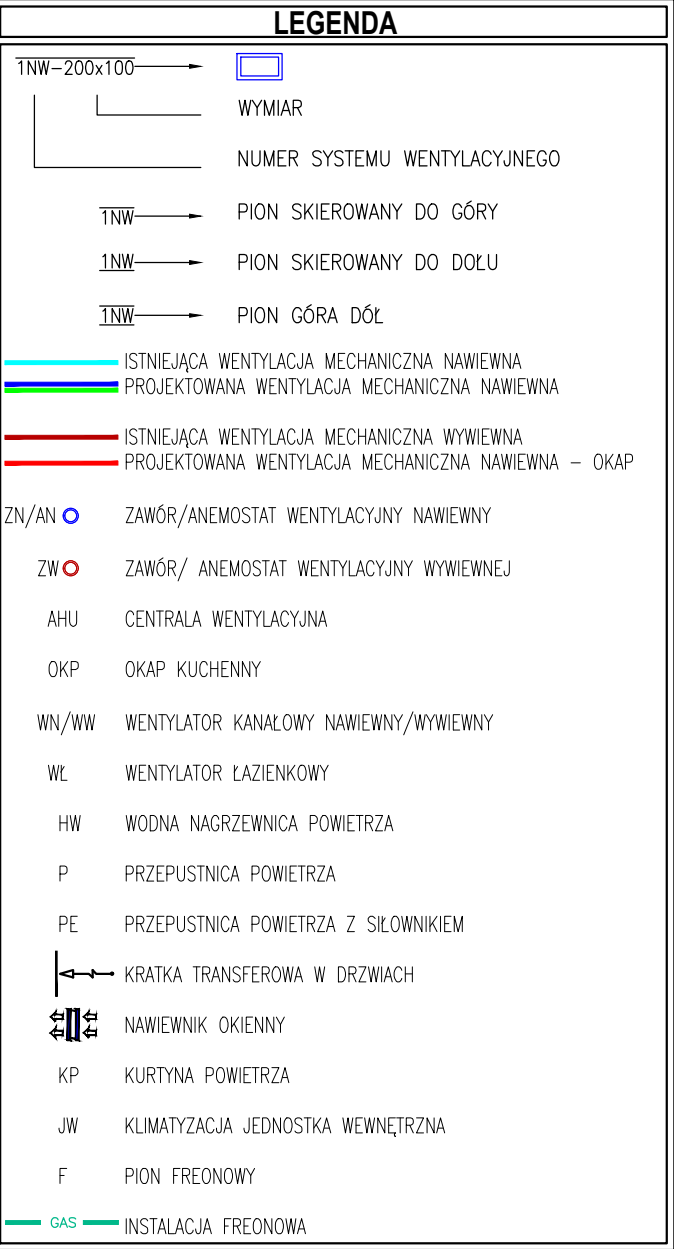 LEGENDA
1NW-200x100
WYMIAR
NUMER SYSTEMU WENTYLACYJNEGO
1NW PION SKIEROWANY DO GÓRY
1NW PION SKIEROWANY DO DOŁU
1NW PION GÓRA DÓŁ
ISTNIEJĄCA WENTYLACJA MECHANICZNA NAWIEWNA
PROJEKTOWANA WENTYLACJA MECHANICZNA NAWIEWNA
ISTNIEJĄCA WENTYLACJA MECHANICZNA WYWIEWNA
PROJEKTOWANA WENTYLACJA MECHANICZNA NAWIEWNA - OKAP
ZN/AN ZAWÓR/ANEMOSTAT WENTYLACYJNY NAWIEWNY
ZW ZAWÓR/ ANEMOSTAT WENTYLACYJNY WYWIEWNEJ
AHU CENTRALA WENTYLACYJNA
OKP OKAP KUCHENNY
WN/WW WENTYLATOR KANAŁOWY NAWIEWNY/WYWIEWNY
WŁ WENTYLATOR ŁAZIENKOWY
HW WODNA NAGRZEWNICA POWIETRZA
P PRZEPUSTNICA POWIETRZA
PE PRZEPUSTNICA POWIETRZA Z SIŁOWNIKIEM
KRATKA TRANSFEROWA W DRZWIACH
NAWIEWNIK OKIENNY
KP KURTYNA POWIETRZA
JW KLIMATYZACJA JEDNOSTKA WEWNĘTRZNA
F PION FREONOWY
GAS INSTALACJA FREONOWA